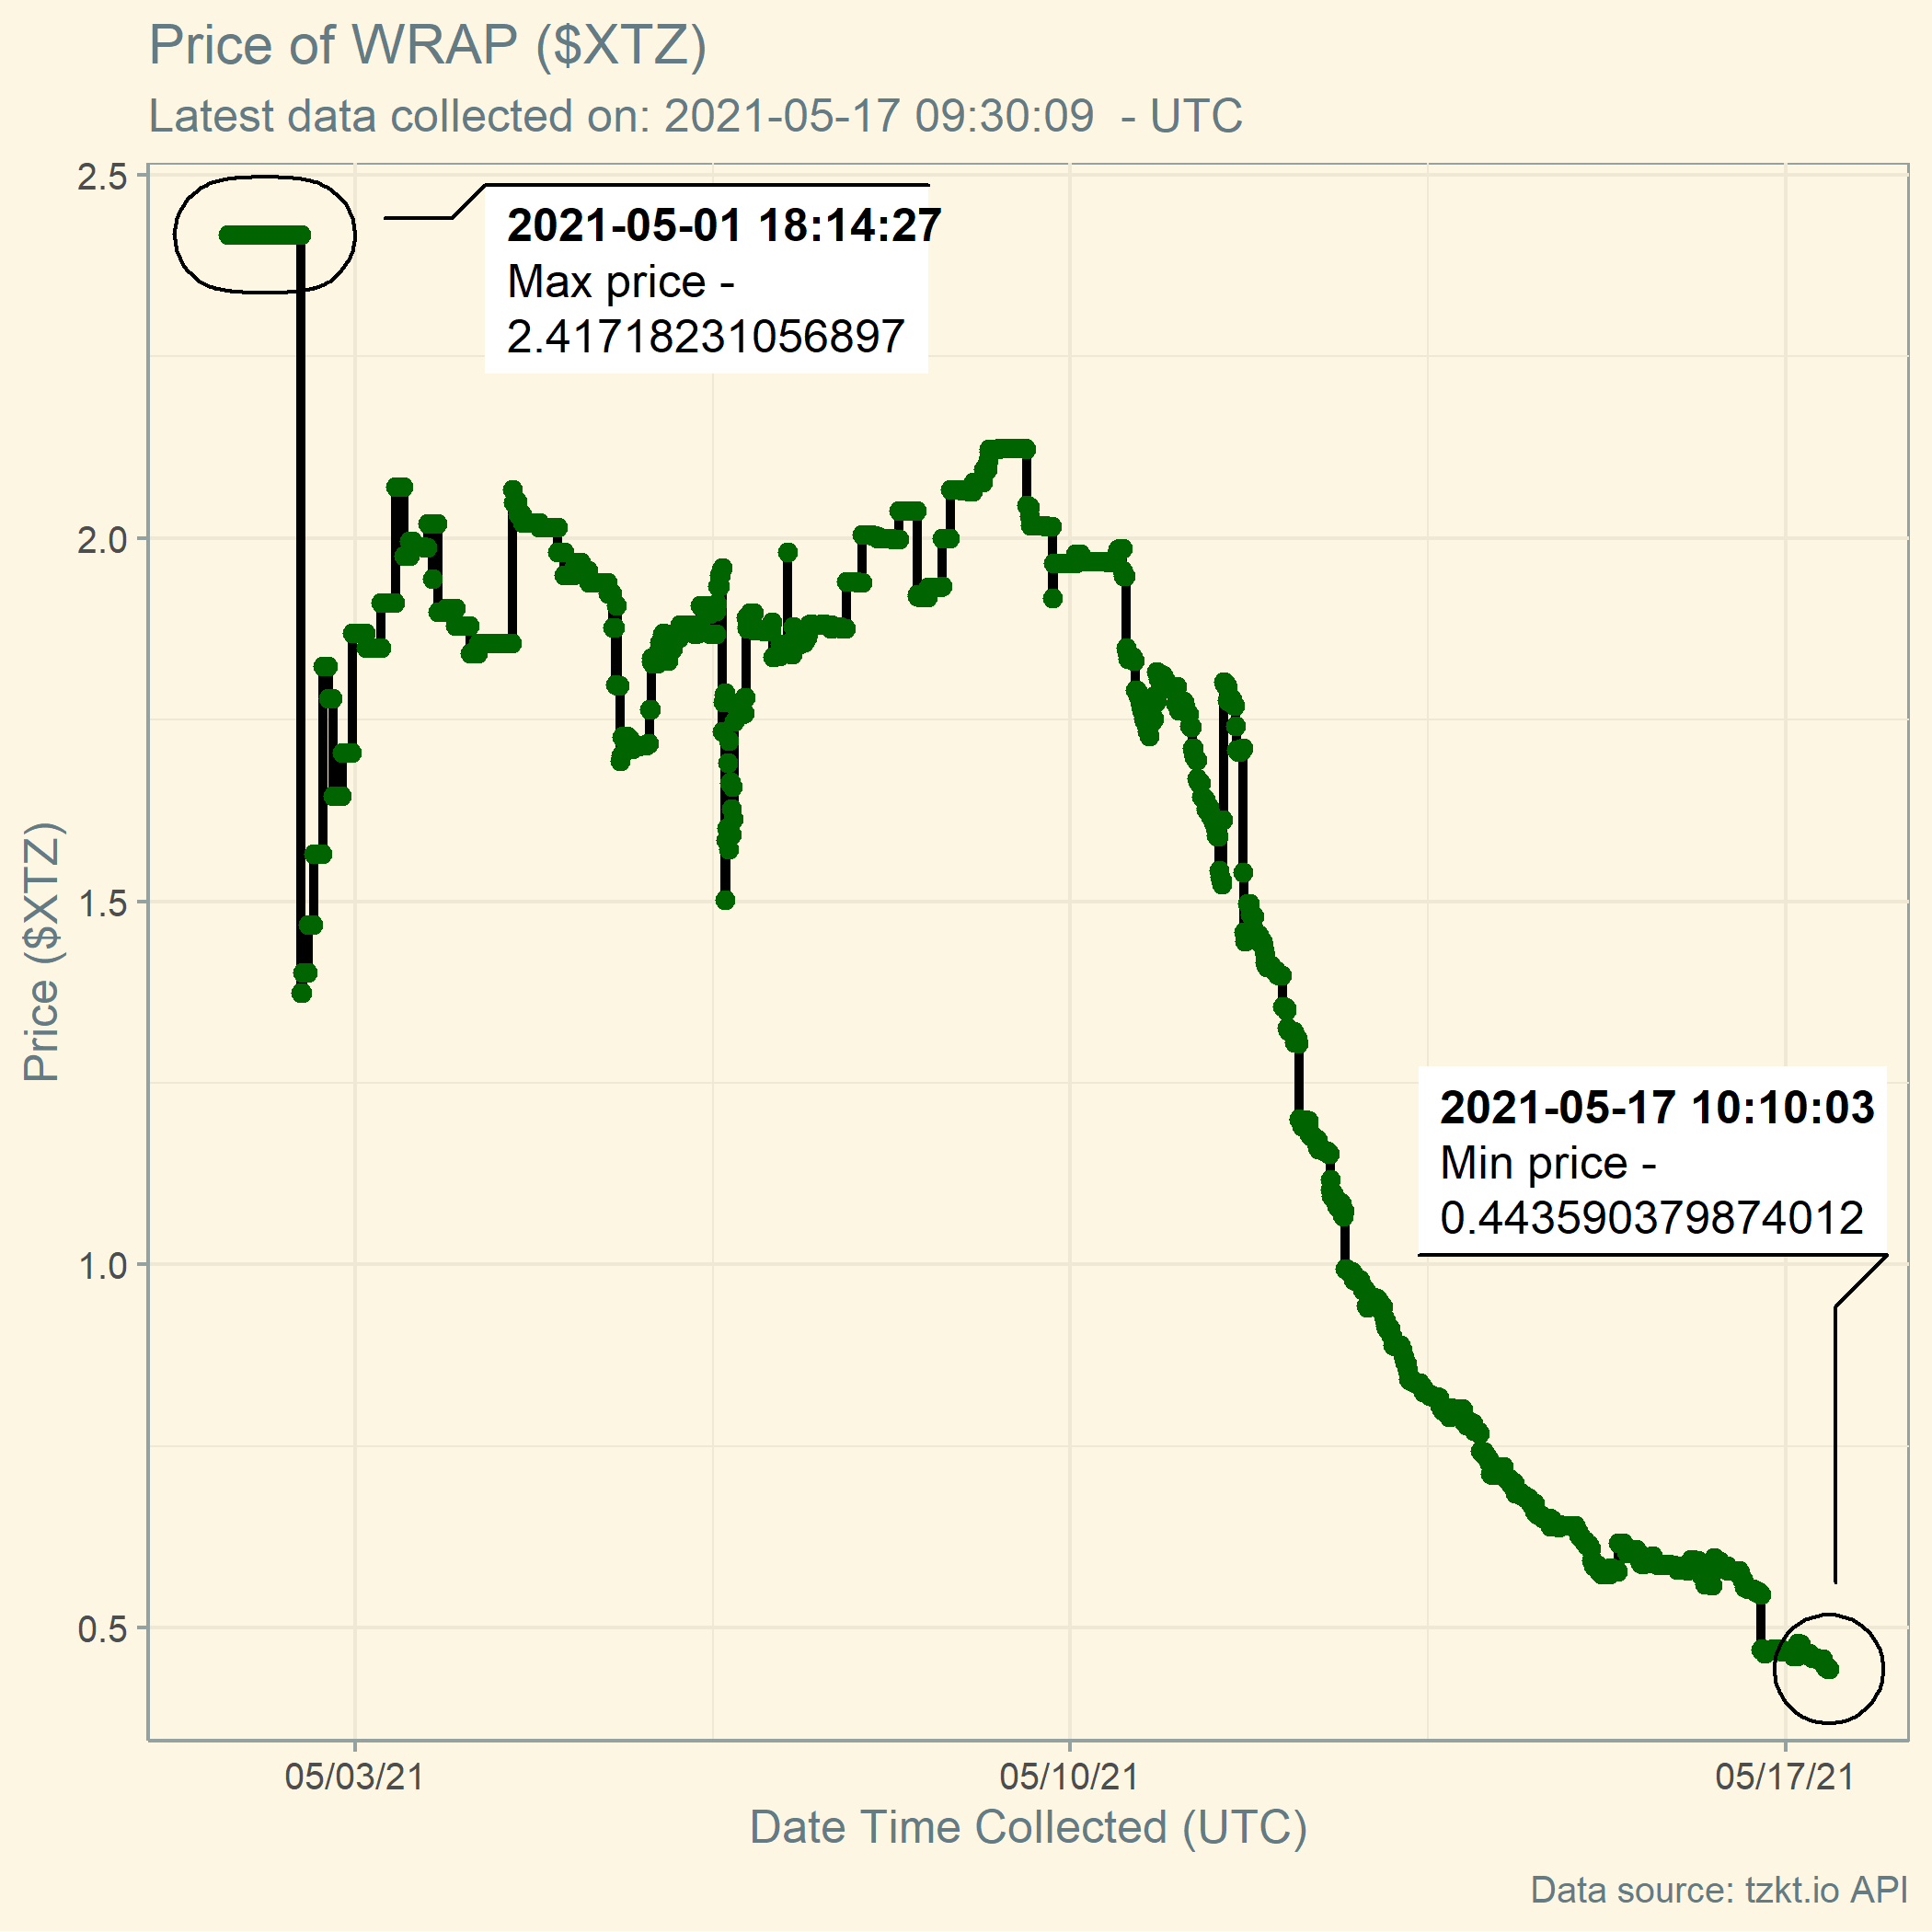 Price of WRAP ($XTZ)
Latest data collected on: 2021-05-17 09:30:09  - UTC
2.5
2.0
1.5
1.0
0.5
Price ($XTZ)
2021-05-01 18:14:27
Max price -
2.41718231056897
2021-05-17 10:10:03
Min price -
0.443590379874012
05/03/21
05/10/21
05/17/21
Date Time Collected (UTC)
Data source: tzkt.io API